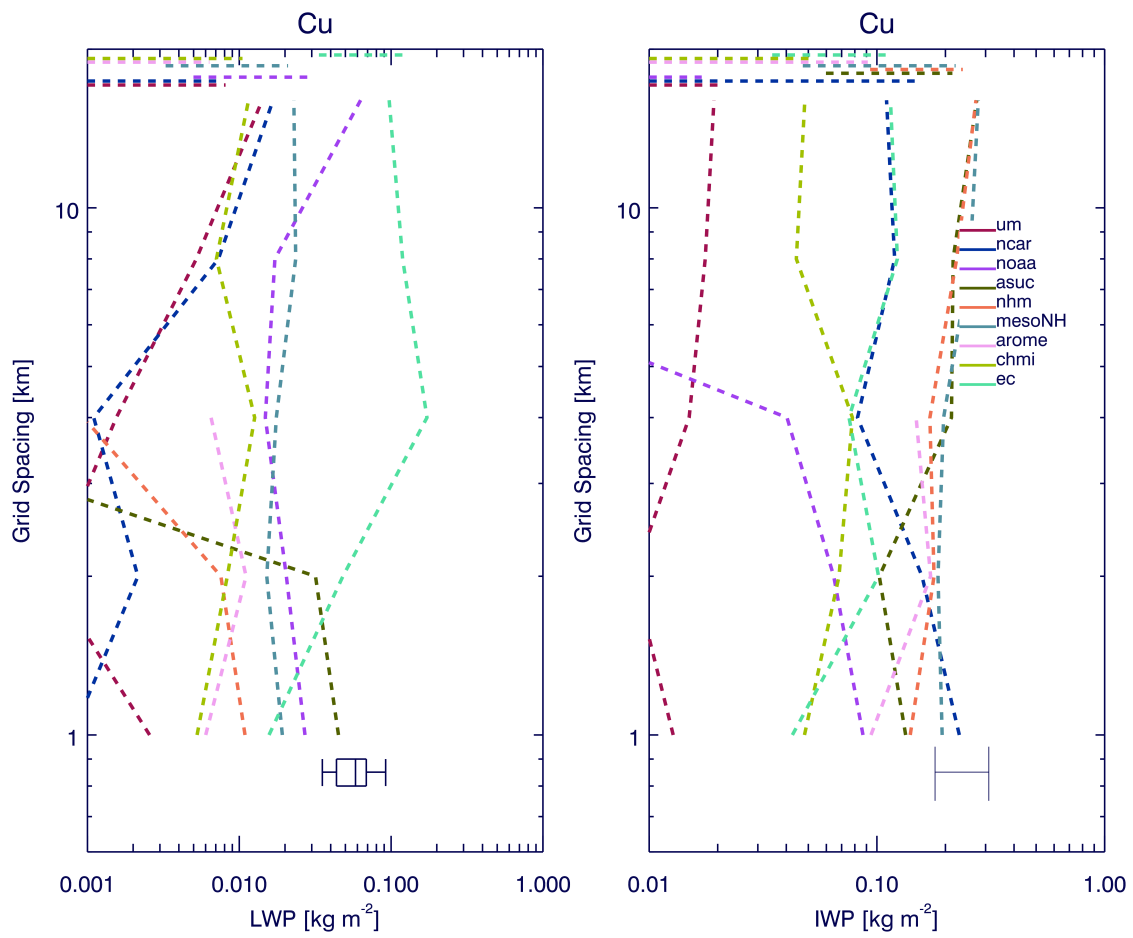 Cu
10
1
Grid Spacing [km]
0.001 0.010 0.100 1.000
LWP [kg m-2]
Cu
10
1
Grid Spacing [km]
um
ncar
noaa
asuc
nhm
mesoNH
arome
chmi
ec
0.01 0.10 1.00
IWP [kg m-2]